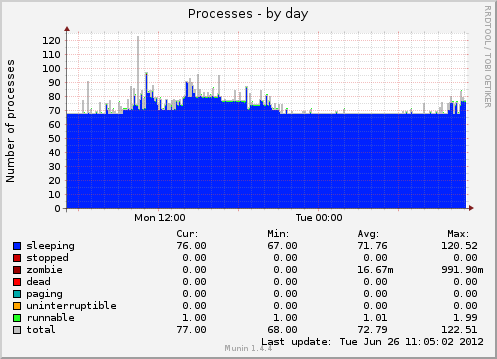 Processes - by day
RRDTOOL / TOBI OETIKER
Number of processes
120
110
100
90
80
70
60
50
40
30
20
10
0
Mon 12:00 Tue 00:00
Cur: Min: Avg: Max:
sleeping 76.00 67.00 71.76 120.52
stopped 0.00 0.00 0.00 0.00
zombie 0.00 0.00 16.67m 991.90m
dead 0.00 0.00 0.00 0.00
paging 0.00 0.00 0.00 0.00
uninterruptible 0.00 0.00 0.00 0.00
runnable 1.00 1.00 1.01 1.99
total 77.00 68.00 72.79 122.51
Last update: Tue Jun 26 11:05:02 2012
Munin 1.4.4